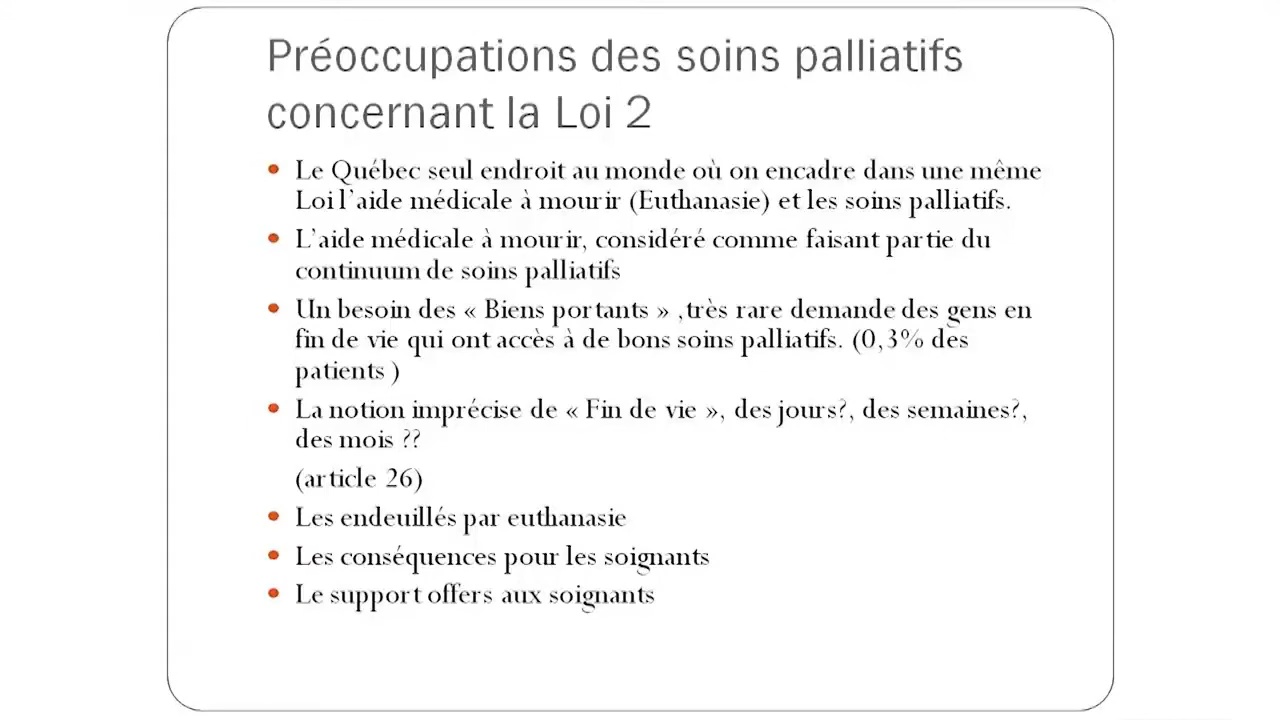 Préoccupations des soins palliatifs
concernant la Loi 2
• Le Québec seul endroit au monde où on encadre dans une même
Loi l’aide médicale à mourir (Euthanasie) et les soins palliatifs.
• L’aide médicale à mourir, considéré comme faisant partie du
continuum de soins palliatifs
• Un besoin des « Biens portants » ,très rare demande des gens en
fin de vie qui ont accès à de bons soins palliatifs. (0,3% des
patients )
• La notion imprécise de « Fin de vie », des jours?, des semaines?,
des mois ??
(article 26)
• Les endeuillés par euthanasie
• Les conséquences pour les soignants
• Le support offers aux soignants